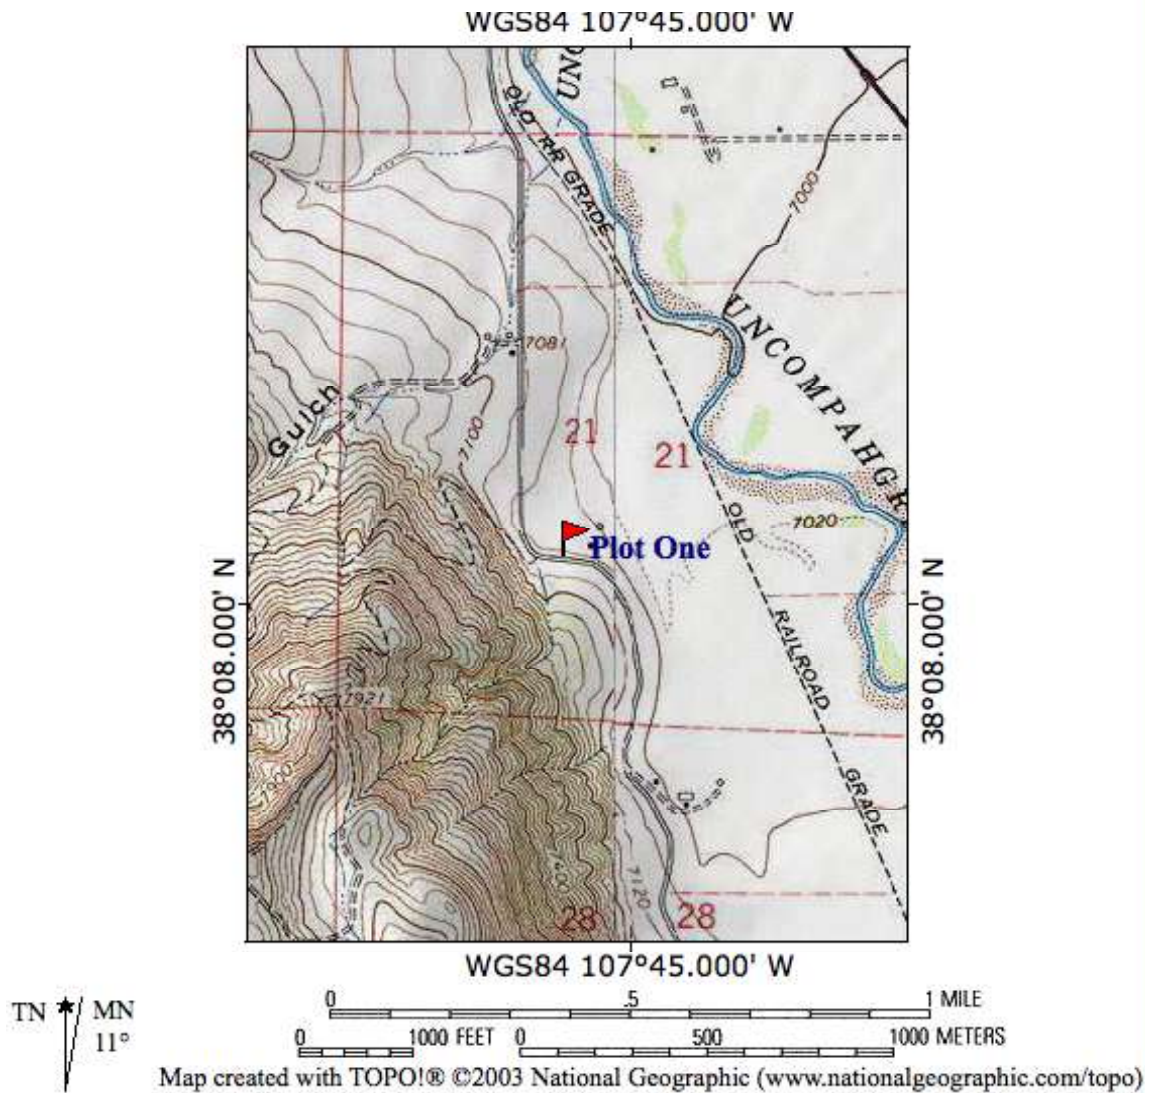 WGS84 107°45.000' W
UNC
OLD RR GRADE
7000
UNCOMPAHGR
7081
Gulch
7100
21
21
OLD
7020
Plot One
38°08.000' N
38°08.000' N
RAILROAD
7921
GRADE
7400
7120
28
28
WGS84 107°45.000' W
TN
MN
11°
0 .5 1 MILE
0 1000 FEET 0 500 1000 METERS
Map created with TOPO!® ©2003 National Geographic (www.nationalgeographic.com/topo)